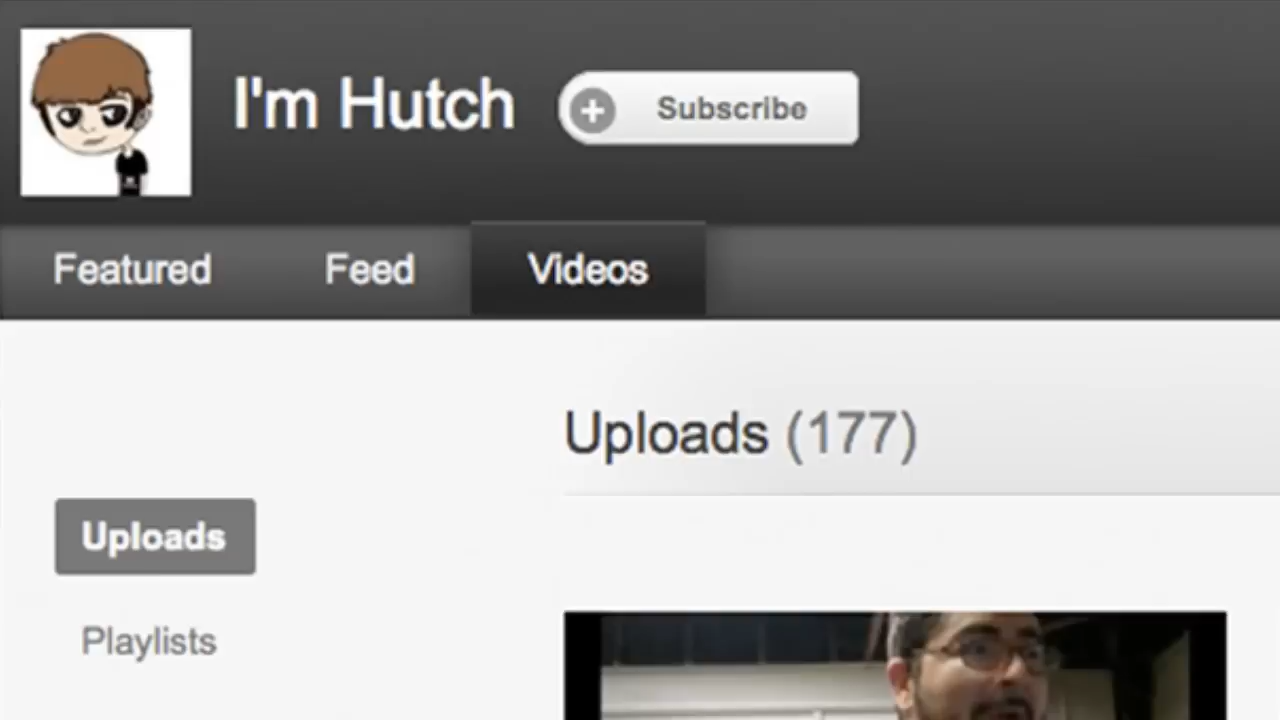 I'm Hutch
Subscribe
Featured Feed Videos
Uploads (177)
Uploads
Playlists